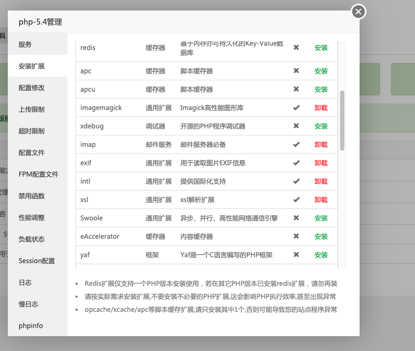 php-5.4管理
服务
安装扩展
配置修改
上传限制
超时限制
配置文件
FPM配置文件
禁用函数
性能调整
负载状态
Session配置
日志
慢日志
phpinfo
redis 缓存器 基于内存亦可持久化的Key-Value数据库 ✖ 安装
apc 缓存器 脚本缓存器 ✖ 安装
apcu 缓存器 脚本缓存器 ✖ 安装
imagemagick 通用扩展 Imagick高性能图形库 ✔ 卸载
xdebug 调试器 开源的PHP程序调试器 ✖ 安装
imap 邮件服务 邮件服务器必备 ✔ 卸载
exif 通用扩展 用于读取图片EXIF信息 ✔ 卸载
intl 通用扩展 提供国际化支持 ✔ 卸载
xsl 通用扩展 xsl解析扩展 ✔ 卸载
Swoole 通用扩展 异步、并行、高性能网络通信引擎 ✖ 安装
eAccelerator 缓存器 内容缓存器 ✖ 安装
yaf 框架 Yaf是一个C语言编写的PHP框架 ✖ 安装
Redis扩展仅支持一个PHP版本安装使用，若在其它PHP版本已安装redis扩展，请勿再装
请按实际需求安装扩展,不要安装不必要的PHP扩展,这会影响PHP执行效率,甚至出现异常
opcache/xcache/apc等脚本缓存扩展,请只安装其中1个,否则可能导致您的站点程序异常